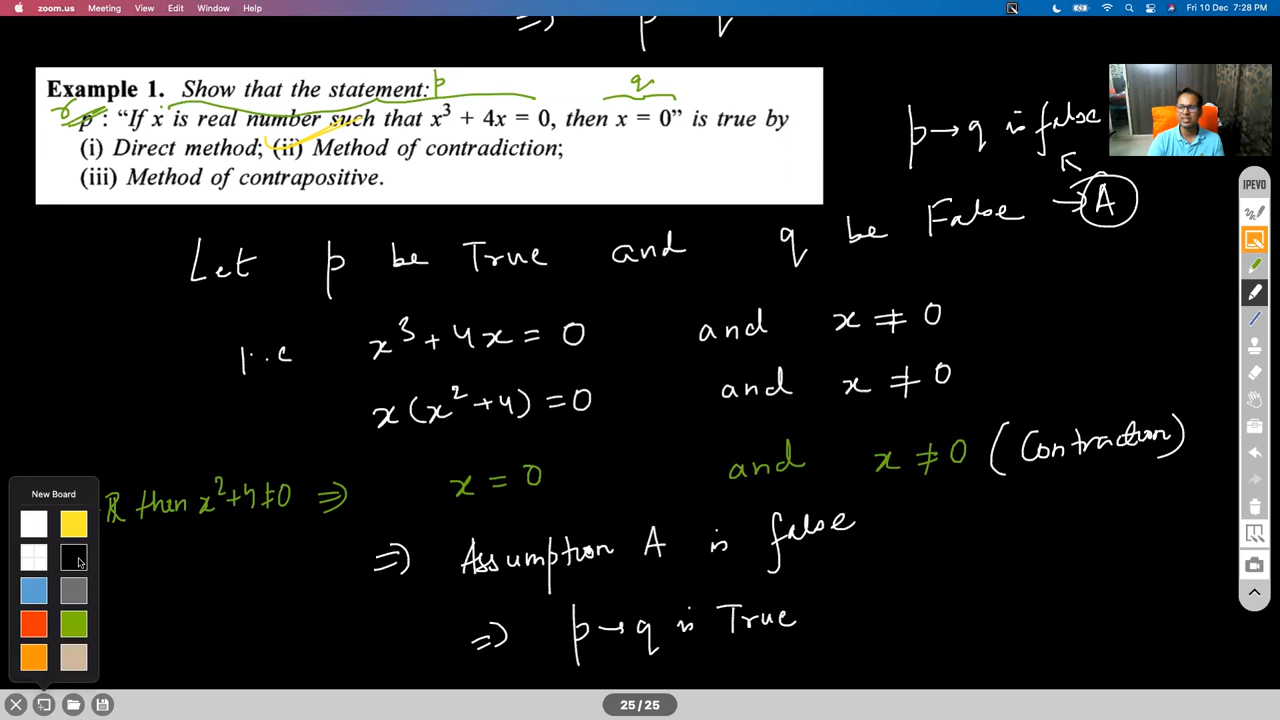 zoom.us Meeting View Edit Window Help Fri 10 Dec 7:28 PM
⇒ p q
Example 1. Show that the statement: p q
r p : "If x is real number such that x³ + 4x = 0, then x = 0" is true by
(i) Direct method; (ii) Method of contradiction;
(iii) Method of contrapositive.
p → q is false
Let p be True and q be False → A
i.e x³ + 4x = 0 and x ≠ 0
x(x² + 4) = 0 and x ≠ 0
ℝ then x² + 4 ≠ 0 ⇒ x = 0 and x ≠ 0 (Contraction)
⇒ Assumption A is false
⇒ p → q is True
New Board
IPEVO
25 / 25